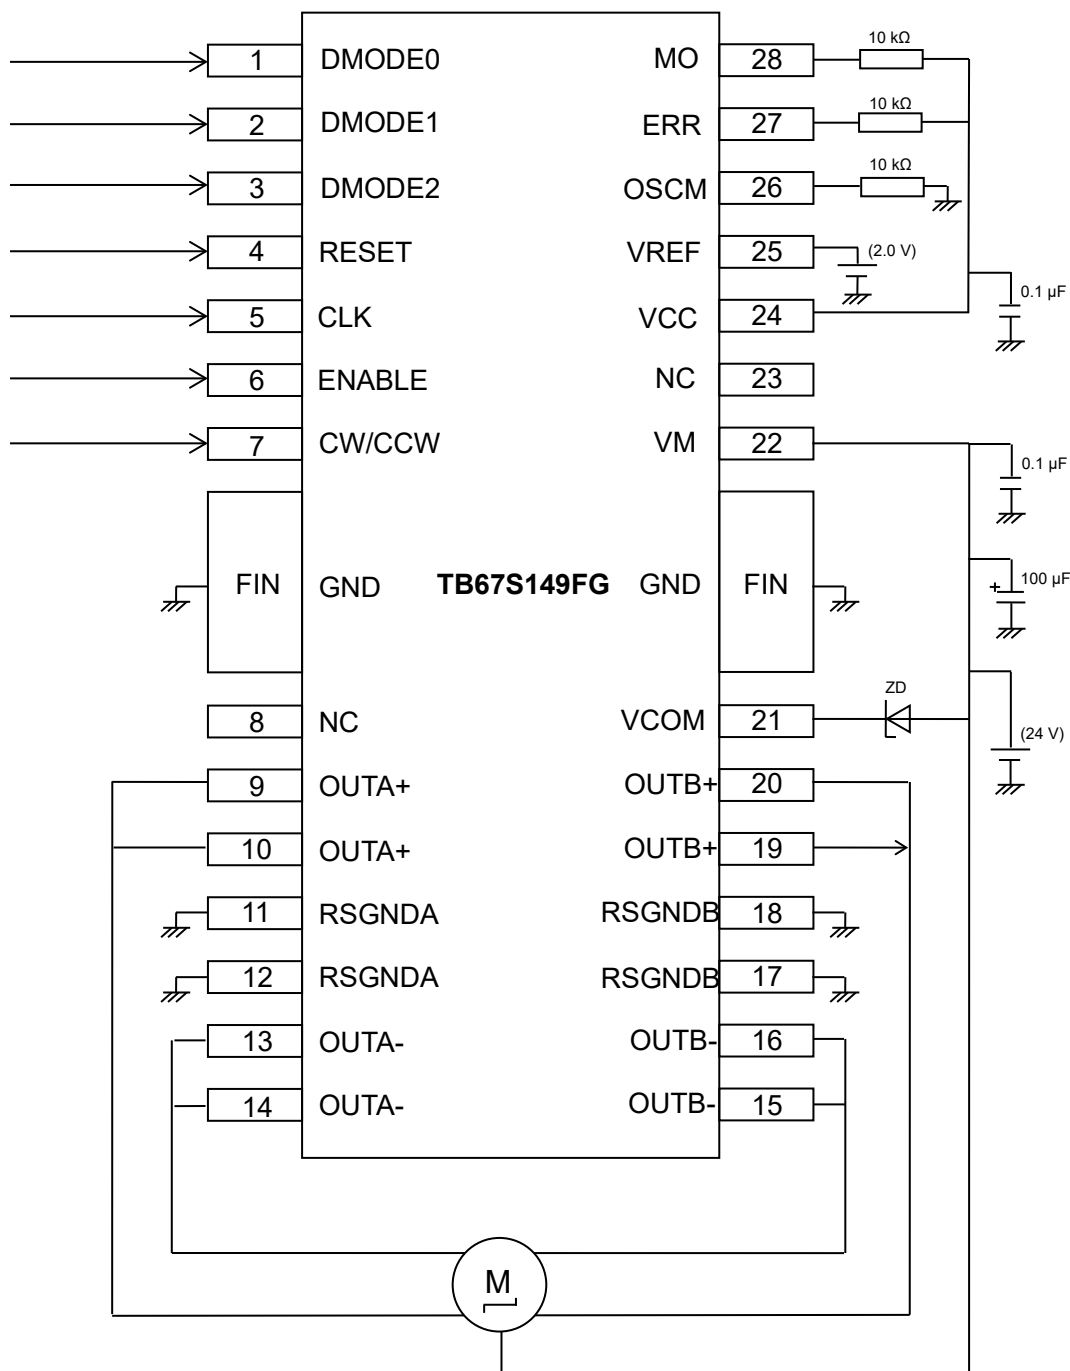 1 DMODE0 MO 28 10 kΩ
2 DMODE1 ERR 27 10 kΩ
3 DMODE2 OSCM 26 10 kΩ
4 RESET VREF 25 (2.0 V)
5 CLK VCC 24 0.1 µF
6 ENABLE NC 23
7 CW/CCW VM 22 0.1 µF
FIN GND TB67S149FG GND FIN + 100 µF
8 NC VCOM 21 ZD (24 V)
9 OUTA+ OUTB+ 20
10 OUTA+ OUTB+ 19
11 RSGNDA RSGNDB 18
12 RSGNDA RSGNDB 17
13 OUTA- OUTB- 16
14 OUTA- OUTB- 15
M